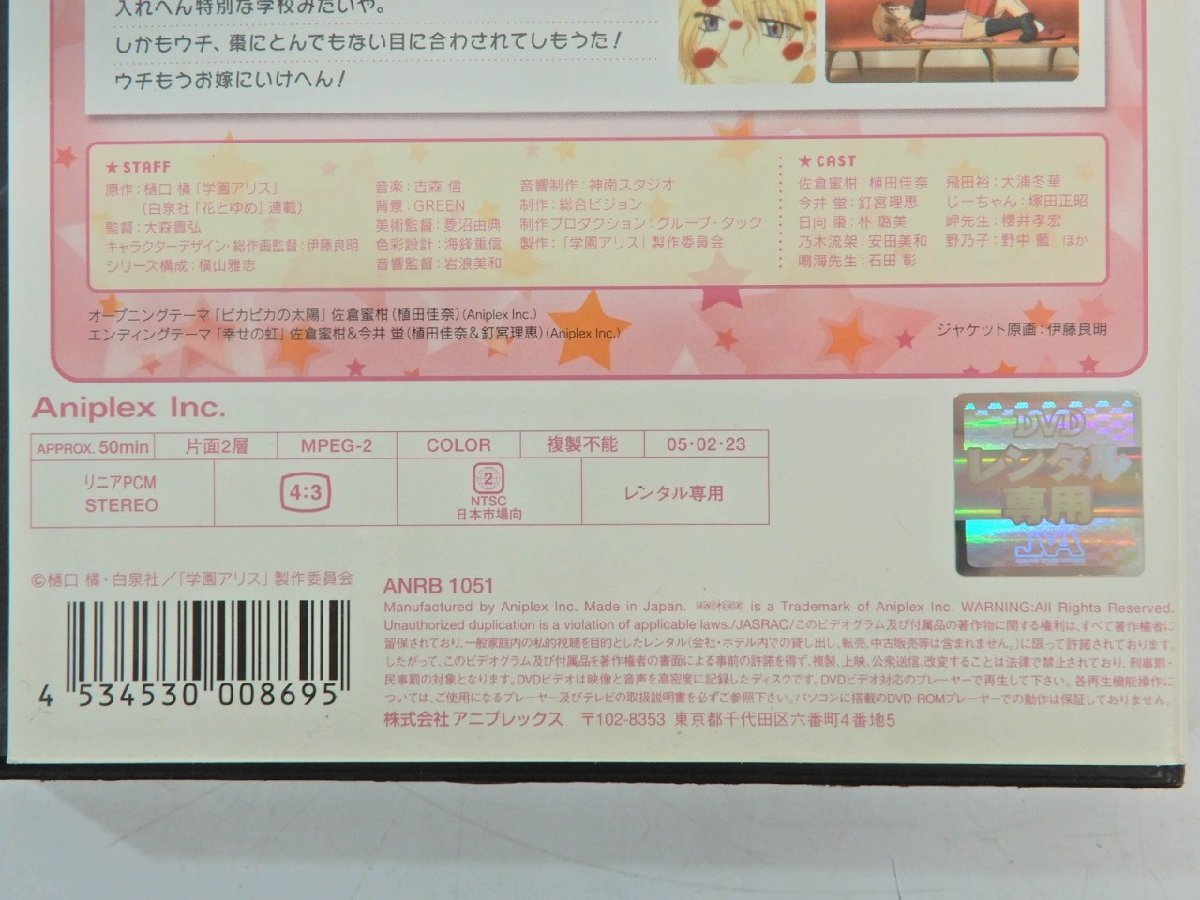 入れへん特別な学校みたいや。
しかもウチ、棗にとんでもない目に合わされてしもうた!
ウチもうお嫁にいけへん!
★STAFF
原作:樋口 橘「学園アリス」
(白泉社「花とゆめ」連載)
監督:大森貴弘
キャラクターデザイン・総作画監督:伊藤良明
シリーズ構成:横山雅志
音楽:吉森 信
背景:GREEN
美術監督:菱沼由典
色彩設計:海鋒重信
音響監督:岩浪美和
音響制作:神南スタジオ
制作:総合ビジョン
制作プロダクション:グループ・タック
製作:「学園アリス」製作委員会
★CAST
佐倉蜜柑:植田佳奈
今井 蛍:釘宮理恵
日向 棗:朴 璐美
乃木流架:安田美和
鳴海先生:石田 彰
飛田裕:大浦冬華
じーちゃん:塚田正昭
岬先生:櫻井孝宏
野乃子:野中 藍 ほか
オープニングテーマ「ピカピカの太陽」佐倉蜜柑(植田佳奈)(Aniplex Inc.)
エンディングテーマ「幸せの虹」佐倉蜜柑&今井 蛍(植田佳奈&釘宮理恵)(Aniplex Inc.)
ジャケット原画:伊藤良明
Aniplex Inc.
APPROX. 50min 片面2層 MPEG-2 COLOR 複製不能 05・02・23
リニアPCM
STEREO
4:3
2
NTSC
日本市場向
レンタル専用
DVD
レンタル
専用
JVA
©樋口 橘・白泉社/「学園アリス」製作委員会
4 534530 008695
ANRB 1051
Manufactured by Aniplex Inc. Made in Japan. is a Trademark of Aniplex Inc. WARNING:All Rights Reserved.
Unauthorized duplication is a violation of applicable laws./JASRAC/このビデオグラム及び付属品の著作物に関する権利は、すべて著作権者に
留保されており、一般家庭内の私的視聴を目的としたレンタル(会社・ホテル内での貸し出し、転売、中古販売等は含まれません。)に限って許諾されております。
したがって、このビデオグラム及び付属品を著作権者の書面による事前の許諾を得ず、複製、上映、公衆送信、改変することは法律で禁止されており、刑事罰・
民事罰の対象となります。DVDビデオは映像と音声を高密度に記録したディスクです。DVDビデオ対応のプレーヤーで再生して下さい。各再生機能操作に
ついては、ご使用になるプレーヤー及びテレビの取扱説明書を必ずご参照下さい。パソコンに搭載のDVD-ROMプレーヤーでの動作は保証しておりません。
株式会社アニプレックス 〒102-8353 東京都千代田区六番町4番地5